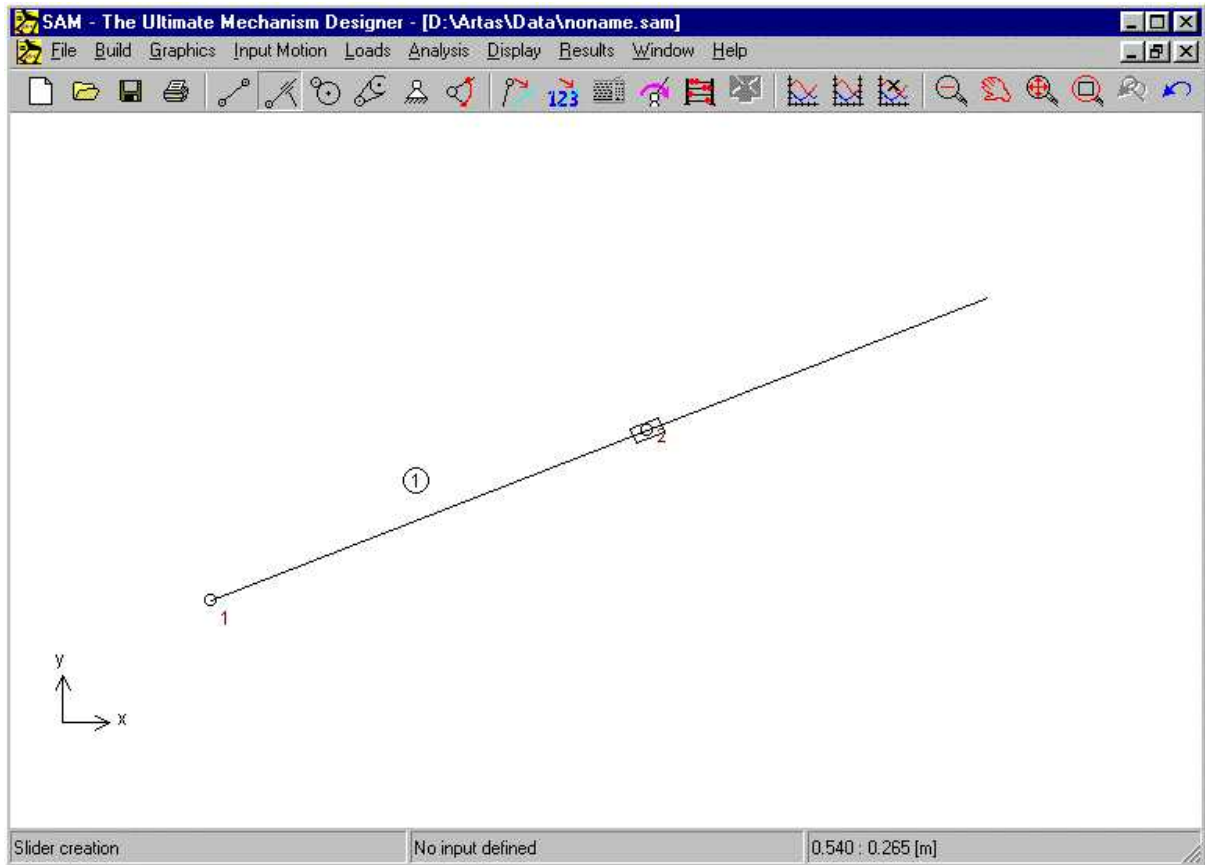 SAM - The Ultimate Mechanism Designer - [D:\Artas\Data\noname.sam]
File Build Graphics Input Motion Loads Analysis Display Results Window Help
123
2
1
1
y
x
Slider creation No input defined 0.540 : 0.265 [m]